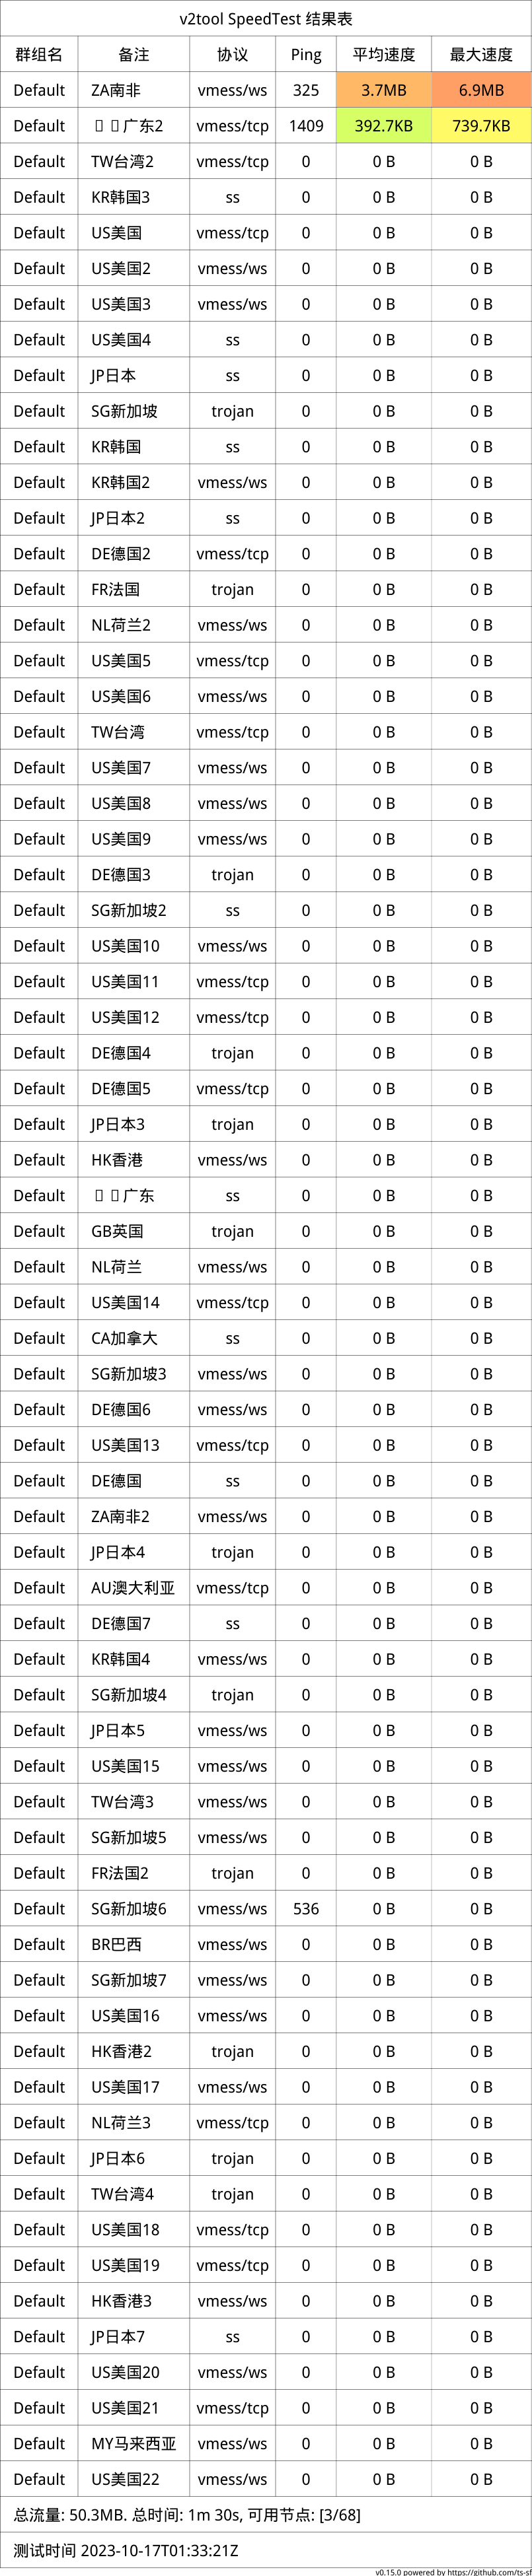 v2tool SpeedTest 结果表
群组名 备注 协议 Ping 平均速度 最大速度
Default ZA南非 vmess/ws 325 3.7MB 6.9MB
Default 广东2 vmess/tcp 1409 392.7KB 739.7KB
Default TW台湾2 vmess/tcp 0 0 B 0 B
Default KR韩国3 ss 0 0 B 0 B
Default US美国 vmess/tcp 0 0 B 0 B
Default US美国2 vmess/ws 0 0 B 0 B
Default US美国3 vmess/ws 0 0 B 0 B
Default US美国4 ss 0 0 B 0 B
Default JP日本 ss 0 0 B 0 B
Default SG新加坡 trojan 0 0 B 0 B
Default KR韩国 ss 0 0 B 0 B
Default KR韩国2 vmess/ws 0 0 B 0 B
Default JP日本2 ss 0 0 B 0 B
Default DE德国2 vmess/tcp 0 0 B 0 B
Default FR法国 trojan 0 0 B 0 B
Default NL荷兰2 vmess/ws 0 0 B 0 B
Default US美国5 vmess/tcp 0 0 B 0 B
Default US美国6 vmess/ws 0 0 B 0 B
Default TW台湾 vmess/tcp 0 0 B 0 B
Default US美国7 vmess/ws 0 0 B 0 B
Default US美国8 vmess/ws 0 0 B 0 B
Default US美国9 vmess/ws 0 0 B 0 B
Default DE德国3 trojan 0 0 B 0 B
Default SG新加坡2 ss 0 0 B 0 B
Default US美国10 vmess/ws 0 0 B 0 B
Default US美国11 vmess/tcp 0 0 B 0 B
Default US美国12 vmess/tcp 0 0 B 0 B
Default DE德国4 trojan 0 0 B 0 B
Default DE德国5 vmess/tcp 0 0 B 0 B
Default JP日本3 trojan 0 0 B 0 B
Default HK香港 vmess/ws 0 0 B 0 B
Default 广东 ss 0 0 B 0 B
Default GB英国 trojan 0 0 B 0 B
Default NL荷兰 vmess/ws 0 0 B 0 B
Default US美国14 vmess/tcp 0 0 B 0 B
Default CA加拿大 ss 0 0 B 0 B
Default SG新加坡3 vmess/ws 0 0 B 0 B
Default DE德国6 vmess/ws 0 0 B 0 B
Default US美国13 vmess/tcp 0 0 B 0 B
Default DE德国 ss 0 0 B 0 B
Default ZA南非2 vmess/ws 0 0 B 0 B
Default JP日本4 trojan 0 0 B 0 B
Default AU澳大利亚 vmess/tcp 0 0 B 0 B
Default DE德国7 ss 0 0 B 0 B
Default KR韩国4 vmess/ws 0 0 B 0 B
Default SG新加坡4 trojan 0 0 B 0 B
Default JP日本5 vmess/ws 0 0 B 0 B
Default US美国15 vmess/ws 0 0 B 0 B
Default TW台湾3 vmess/ws 0 0 B 0 B
Default SG新加坡5 vmess/ws 0 0 B 0 B
Default FR法国2 trojan 0 0 B 0 B
Default SG新加坡6 vmess/ws 536 0 B 0 B
Default BR巴西 vmess/ws 0 0 B 0 B
Default SG新加坡7 vmess/ws 0 0 B 0 B
Default US美国16 vmess/ws 0 0 B 0 B
Default HK香港2 trojan 0 0 B 0 B
Default US美国17 vmess/ws 0 0 B 0 B
Default NL荷兰3 vmess/tcp 0 0 B 0 B
Default JP日本6 trojan 0 0 B 0 B
Default TW台湾4 trojan 0 0 B 0 B
Default US美国18 vmess/tcp 0 0 B 0 B
Default US美国19 vmess/tcp 0 0 B 0 B
Default HK香港3 vmess/ws 0 0 B 0 B
Default JP日本7 ss 0 0 B 0 B
Default US美国20 vmess/ws 0 0 B 0 B
Default US美国21 vmess/tcp 0 0 B 0 B
Default MY马来西亚 vmess/ws 0 0 B 0 B
Default US美国22 vmess/ws 0 0 B 0 B
总流量: 50.3MB. 总时间: 1m 30s, 可用节点: [3/68]
测试时间 2023-10-17T01:33:21Z
v0.15.0 powered by https://github.com/ts-sf